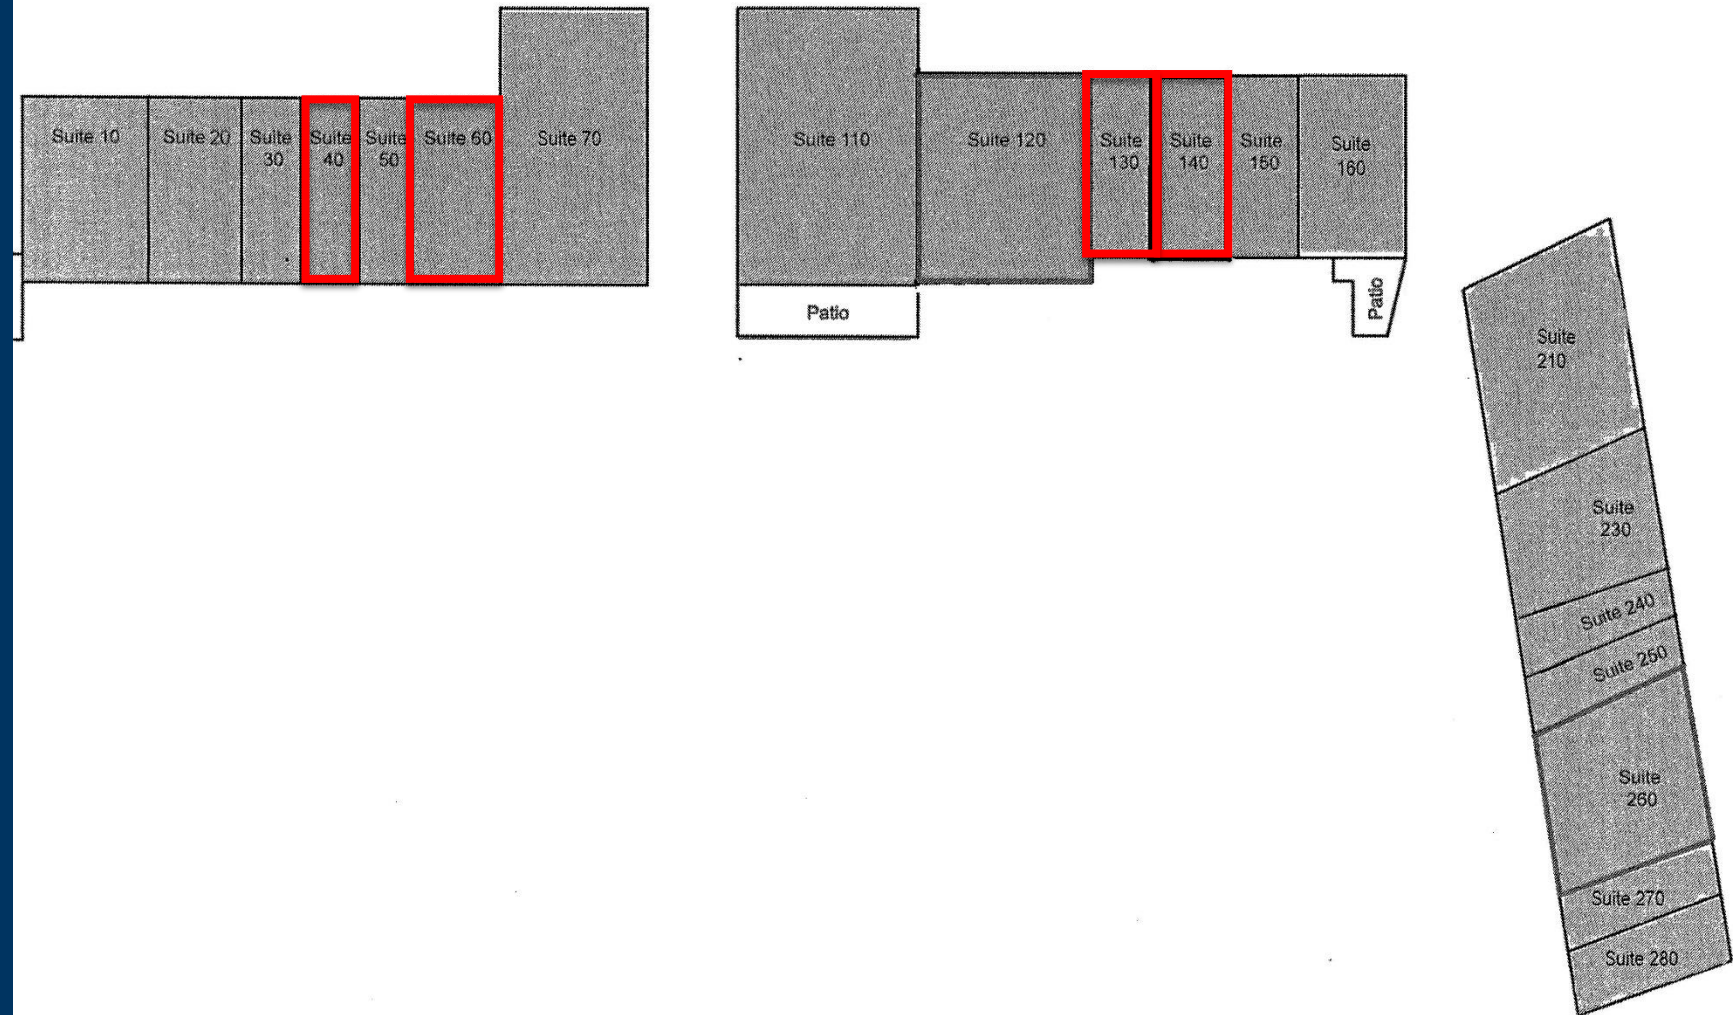 Suite 10
Suite 20
Suite
30
Suite
40
Suite
50
Suite 60
Suite 70
Suite 110
Suite 120
Suite
130
Suite
140
Suite
150
Suite
160
Patio
Patio
Suite
210
Suite
230
Suite 240
Suite 250
Suite
260
Suite 270
Suite 280